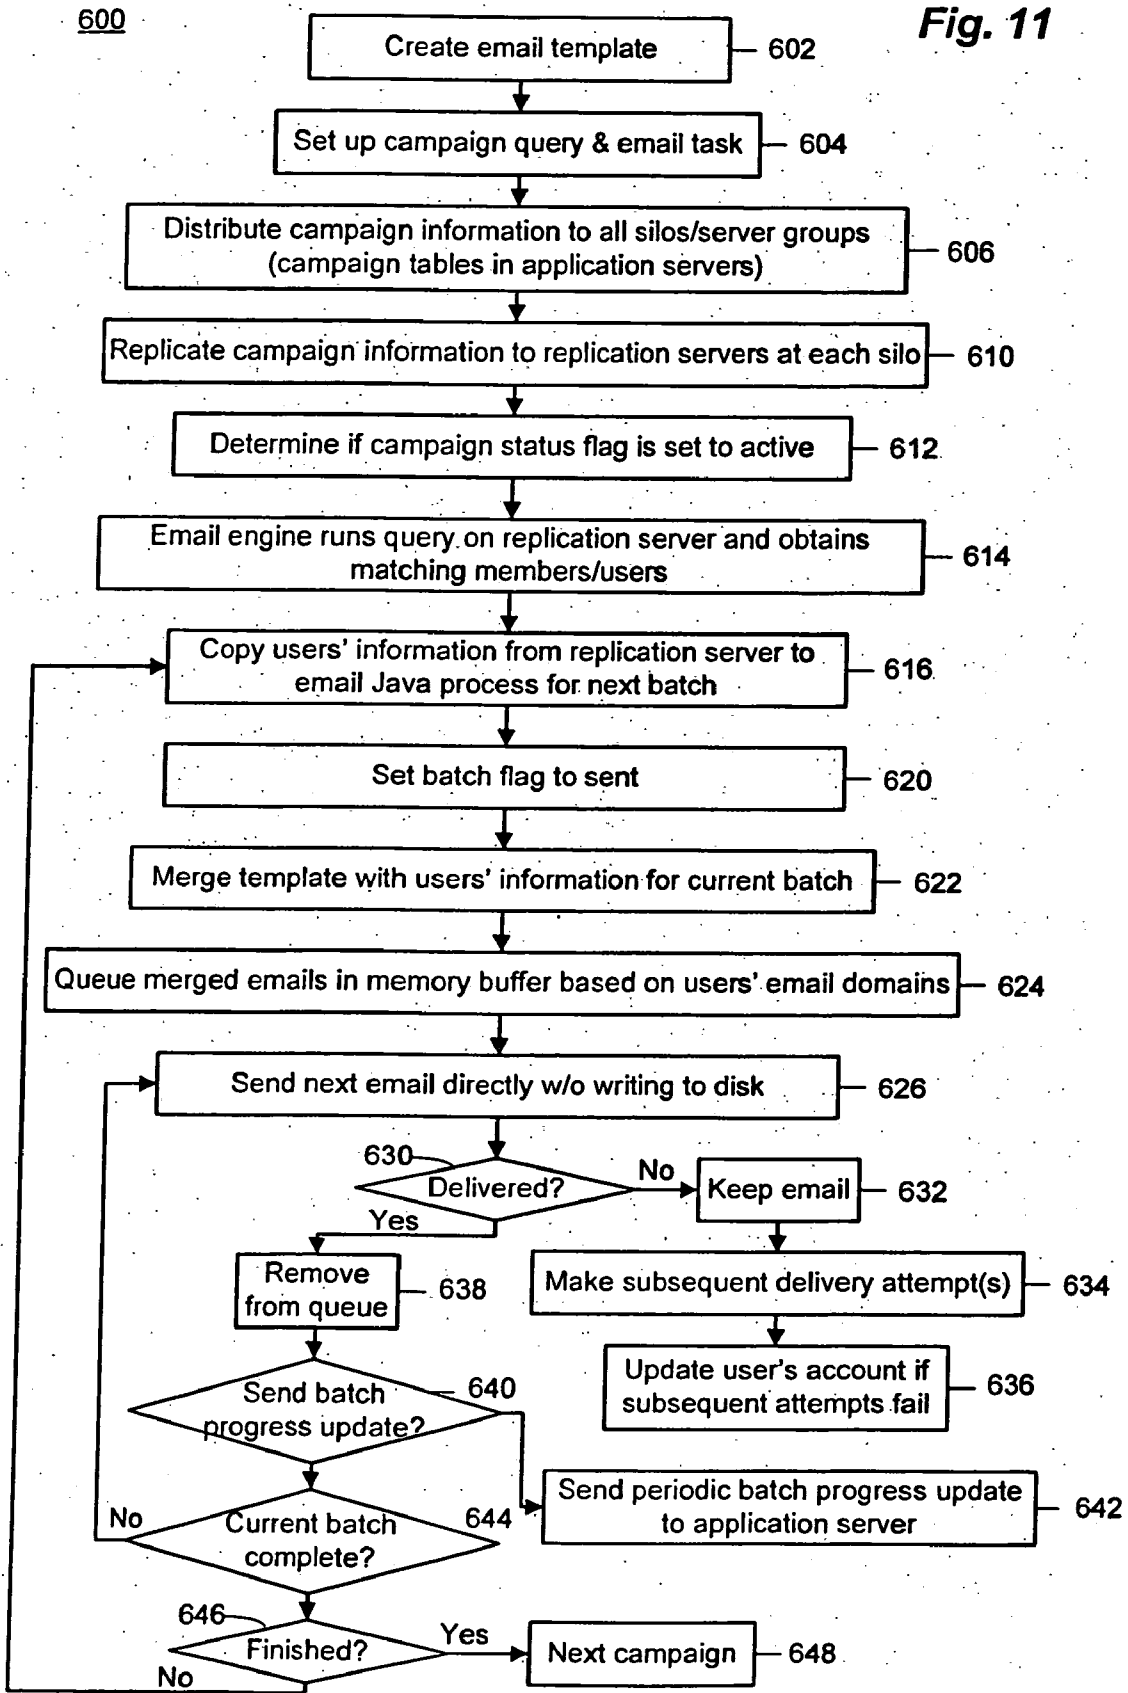 600
Fig. 11
Create email template
602
Set up campaign query & email task
604
Distribute campaign information to all silos/server groups
(campaign tables in application servers)
606
Replicate campaign information to replication servers at each silo
610
Determine if campaign status flag is set to active
612
Email engine runs query on replication server and obtains
matching members/users
614
Copy users' information from replication server to
email Java process for next batch
616
Set batch flag to sent
620
Merge template with users' information for current batch
622
Queue merged emails in memory buffer based on users' email domains
624
Send next email directly w/o writing to disk
626
630
Delivered?
No
Keep email
632
Yes
Remove
from queue
638
Make subsequent delivery attempt(s)
634
Update user's account if
subsequent attempts fail
636
Send batch
progress update?
640
Send periodic batch progress update
to application server
642
No
Current batch
complete?
644
646
Finished?
Yes
Next campaign
648
No